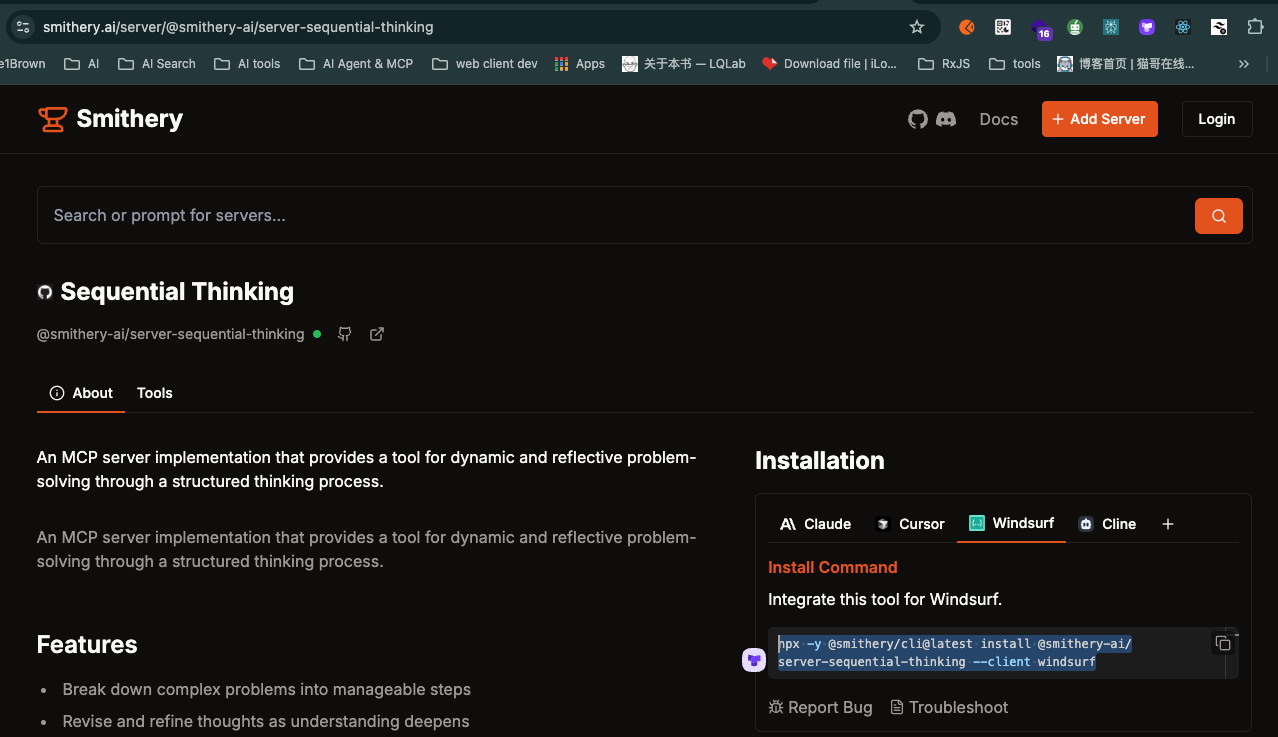 smithery.ai/server/@smithery-ai/server-sequential-thinking
16
e1Brown AI AI Search AI tools AI Agent & MCP web client dev Apps 关于本书 — LQLab Download file | iLo... RxJS tools 博客首页 | 猫哥在线... »
Smithery
Docs + Add Server Login
Search or prompt for servers...
Sequential Thinking
@smithery-ai/server-sequential-thinking
About Tools
An MCP server implementation that provides a tool for dynamic and reflective problem-
solving through a structured thinking process.
An MCP server implementation that provides a tool for dynamic and reflective problem-
solving through a structured thinking process.
Features
• Break down complex problems into manageable steps
• Revise and refine thoughts as understanding deepens
Installation
Claude Cursor Windsurf Cline +
Install Command
Integrate this tool for Windsurf.
npx -y @smithery/cli@latest install @smithery-ai/
server-sequential-thinking --client windsurf
Report Bug Troubleshoot